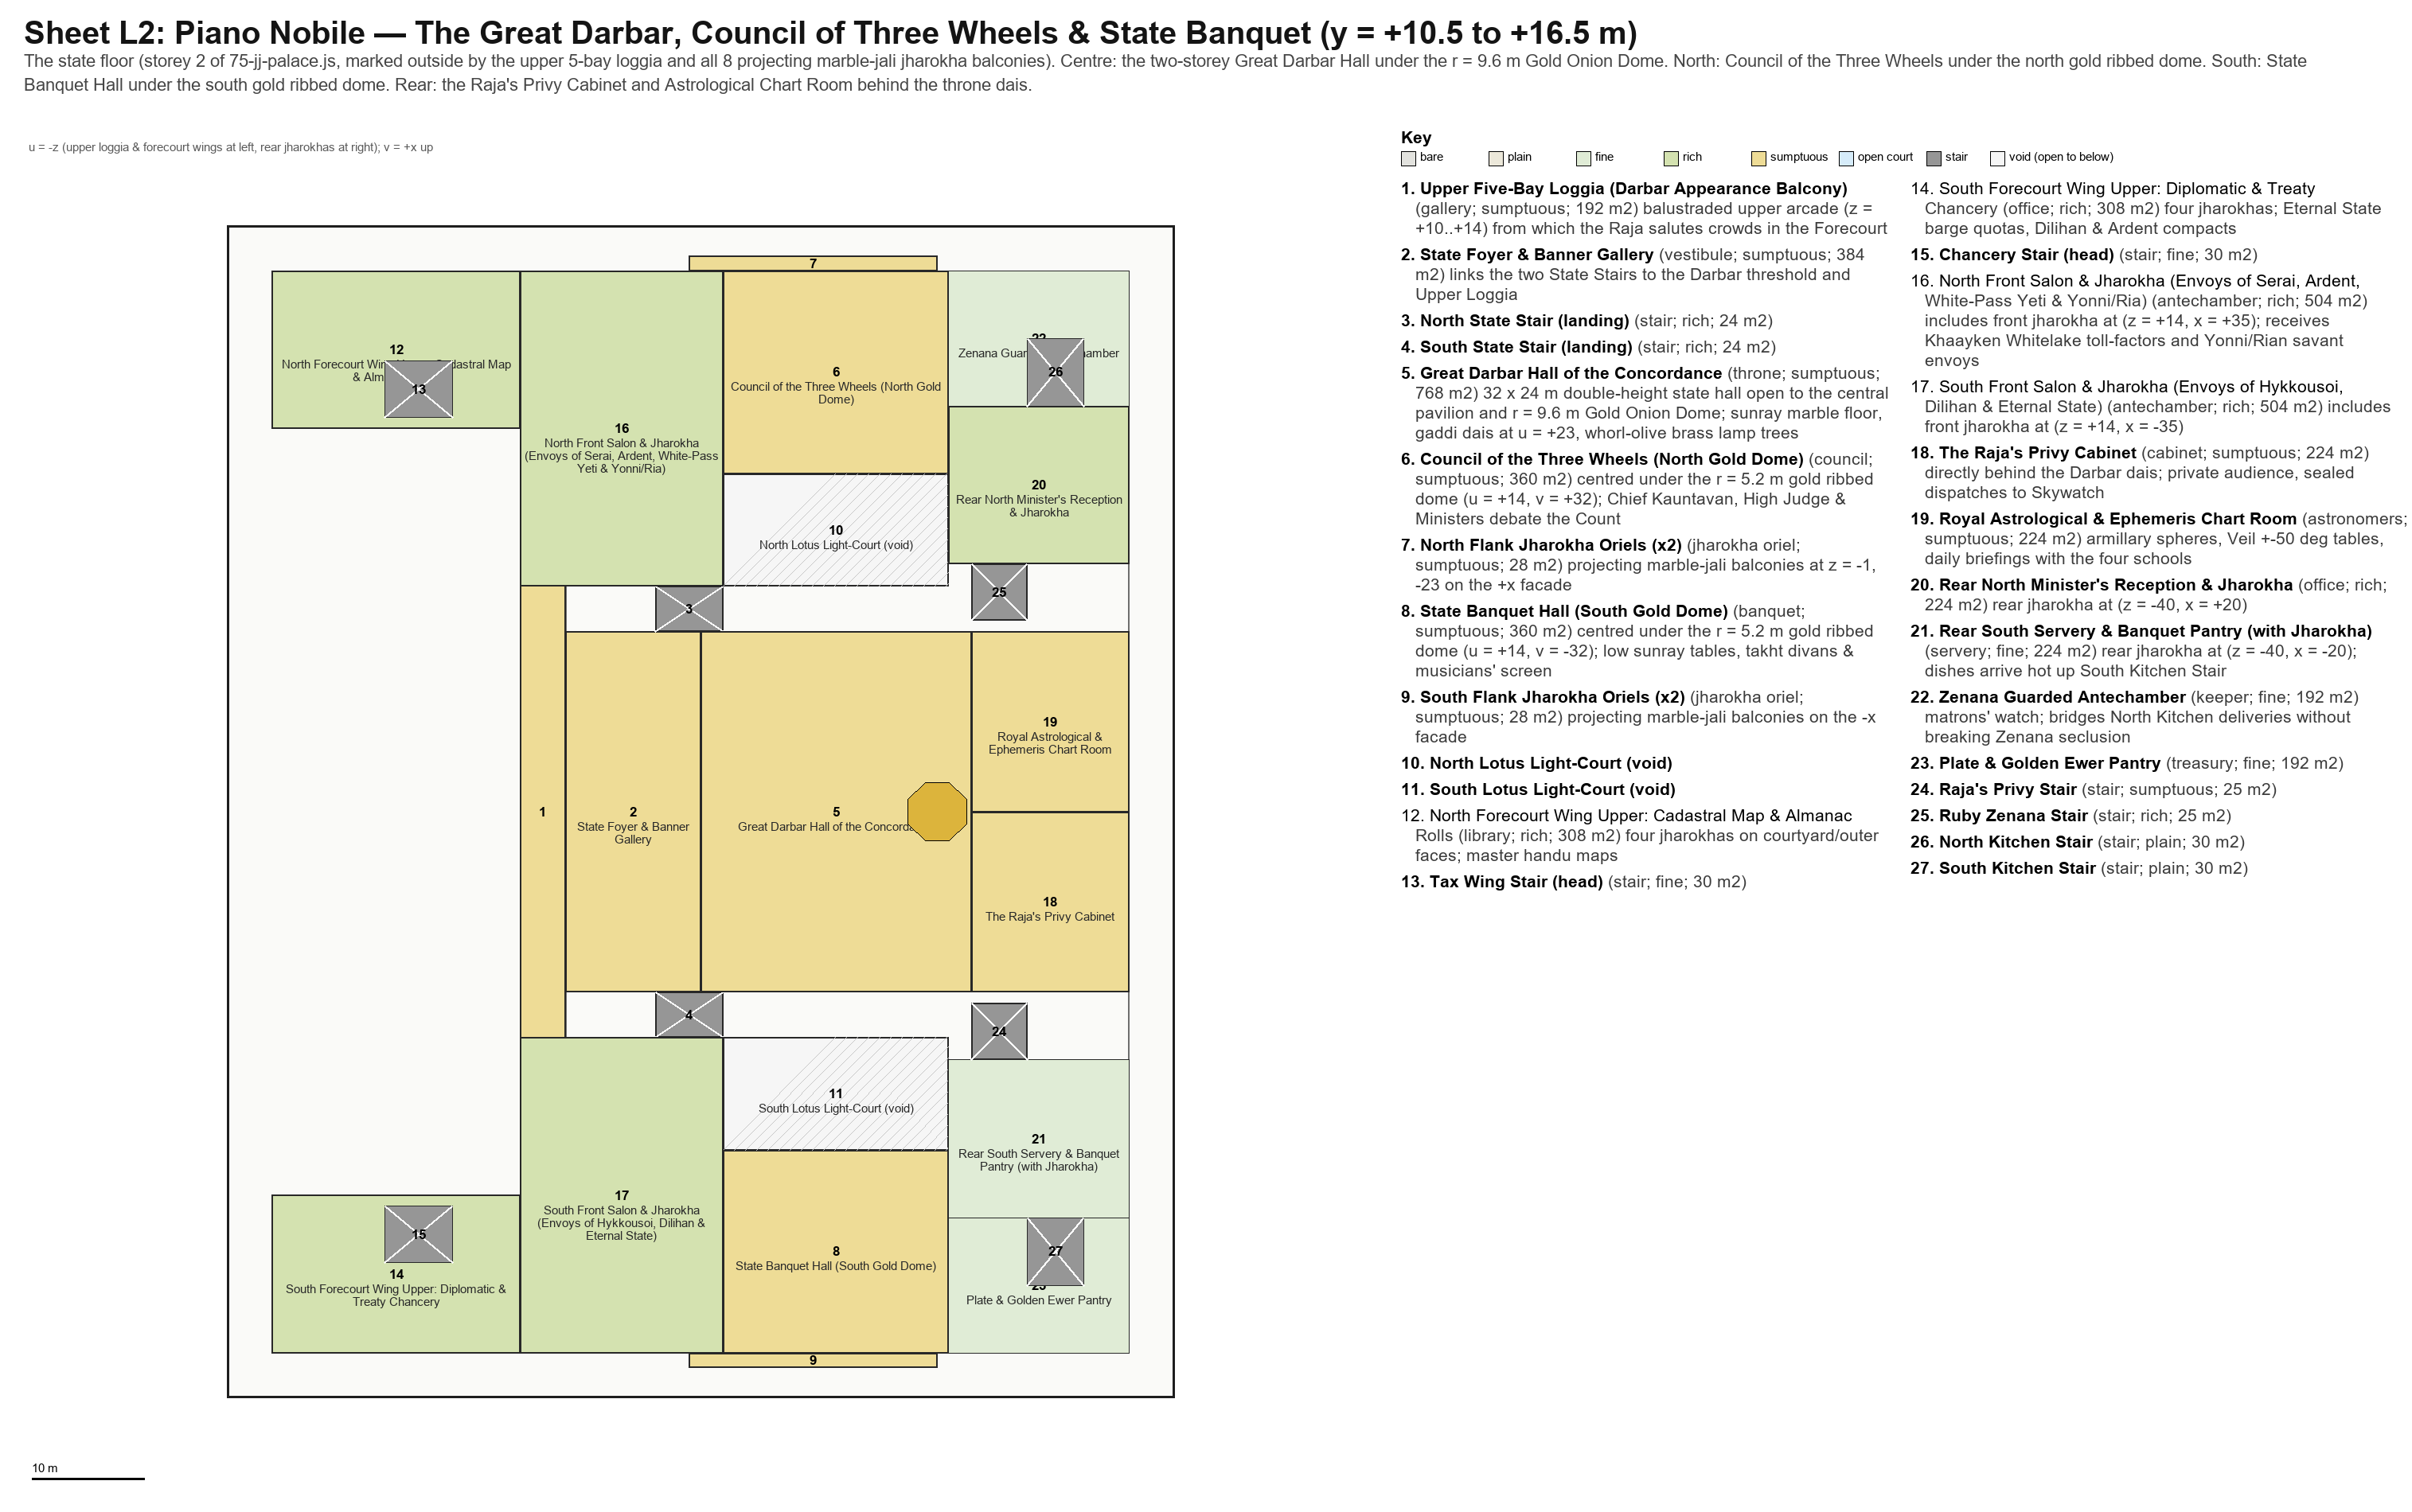 Sheet L2: Piano Nobile — The Great Darbar, Council of Three Wheels & State Banquet (y = +10.5 to +16.5 m)
The state floor (storey 2 of 75-jj-palace.js, marked outside by the upper 5-bay loggia and all 8 projecting marble-jali jharokha balconies). Centre: the two-storey Great Darbar Hall under the r = 9.6 m Gold Onion Dome. North: Council of the Three Wheels under the north gold ribbed dome. South: State
Banquet Hall under the south gold ribbed dome. Rear: the Raja's Privy Cabinet and Astrological Chart Room behind the throne dais.
u = -z (upper loggia & forecourt wings at left, rear jharokhas at right); v = +x up
7
12
North Forecourt Wing
Cadastral Map
& Alm
13
16
North Front Salon & Jharokha
(Envoys of Serai, Ardent, White-Pass
Yeti & Yonni/Ria)
6
Council of the Three Wheels (North Gold
Dome)
22
Zenana Guar
amber
26
10
North Lotus Light-Court (void)
20
Rear North Minister's Reception
& Jharokha
3
25
1
2
State Foyer & Banner
Gallery
5
Great Darbar Hall of the Concorda
19
Royal Astrological &
Ephemeris Chart Room
18
The Raja's Privy Cabinet
4
24
11
South Lotus Light-Court (void)
21
Rear South Servery & Banquet
Pantry (with Jharokha)
15
14
South Forecourt Wing Upper: Diplomatic &
Treaty Chancery
17
South Front Salon & Jharokha
(Envoys of Hykkousoi, Dilihan &
Eternal State)
8
State Banquet Hall (South Gold Dome)
27
23
Plate & Golden Ewer Pantry
9
10 m
Key
bare plain fine rich sumptuous open court stair void (open to below)
1. Upper Five-Bay Loggia (Darbar Appearance Balcony)
(gallery; sumptuous; 192 m2) balustraded upper arcade (z =
+10..+14) from which the Raja salutes crowds in the Forecourt
2. State Foyer & Banner Gallery (vestibule; sumptuous; 384
m2) links the two State Stairs to the Darbar threshold and
Upper Loggia
3. North State Stair (landing) (stair; rich; 24 m2)
4. South State Stair (landing) (stair; rich; 24 m2)
5. Great Darbar Hall of the Concordance (throne; sumptuous;
768 m2) 32 x 24 m double-height state hall open to the central
pavilion and r = 9.6 m Gold Onion Dome; sunray marble floor,
gaddi dais at u = +23, whorl-olive brass lamp trees
6. Council of the Three Wheels (North Gold Dome) (council;
sumptuous; 360 m2) centred under the r = 5.2 m gold ribbed
dome (u = +14, v = +32); Chief Kauntavan, High Judge &
Ministers debate the Count
7. North Flank Jharokha Oriels (x2) (jharokha oriel;
sumptuous; 28 m2) projecting marble-jali balconies at z = -1,
-23 on the +x facade
8. State Banquet Hall (South Gold Dome) (banquet;
sumptuous; 360 m2) centred under the r = 5.2 m gold ribbed
dome (u = +14, v = -32); low sunray tables, takht divans &
musicians' screen
9. South Flank Jharokha Oriels (x2) (jharokha oriel;
sumptuous; 28 m2) projecting marble-jali balconies on the -x
facade
10. North Lotus Light-Court (void)
11. South Lotus Light-Court (void)
12. North Forecourt Wing Upper: Cadastral Map & Almanac
Rolls (library; rich; 308 m2) four jharokhas on courtyard/outer
faces; master handu maps
13. Tax Wing Stair (head) (stair; fine; 30 m2)
14. South Forecourt Wing Upper: Diplomatic & Treaty
Chancery (office; rich; 308 m2) four jharokhas; Eternal State
barge quotas, Dilihan & Ardent compacts
15. Chancery Stair (head) (stair; fine; 30 m2)
16. North Front Salon & Jharokha (Envoys of Serai, Ardent,
White-Pass Yeti & Yonni/Ria) (antechamber; rich; 504 m2)
includes front jharokha at (z = +14, x = +35); receives
Khaayken Whitelake toll-factors and Yonni/Rian savant
envoys
17. South Front Salon & Jharokha (Envoys of Hykkousoi,
Dilihan & Eternal State) (antechamber; rich; 504 m2) includes
front jharokha at (z = +14, x = -35)
18. The Raja's Privy Cabinet (cabinet; sumptuous; 224 m2)
directly behind the Darbar dais; private audience, sealed
dispatches to Skywatch
19. Royal Astrological & Ephemeris Chart Room (astronomers;
sumptuous; 224 m2) armillary spheres, Veil +-50 deg tables,
daily briefings with the four schools
20. Rear North Minister's Reception & Jharokha (office; rich;
224 m2) rear jharokha at (z = -40, x = +20)
21. Rear South Servery & Banquet Pantry (with Jharokha)
(servery; fine; 224 m2) rear jharokha at (z = -40, x = -20);
dishes arrive hot up South Kitchen Stair
22. Zenana Guarded Antechamber (keeper; fine; 192 m2)
matrons' watch; bridges North Kitchen deliveries without
breaking Zenana seclusion
23. Plate & Golden Ewer Pantry (treasury; fine; 192 m2)
24. Raja's Privy Stair (stair; sumptuous; 25 m2)
25. Ruby Zenana Stair (stair; rich; 25 m2)
26. North Kitchen Stair (stair; plain; 30 m2)
27. South Kitchen Stair (stair; plain; 30 m2)